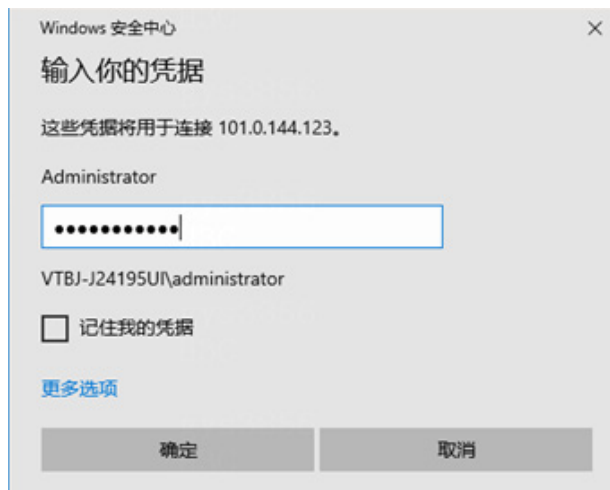 Windows 安全中心
输入你的凭据
这些凭据将用于连接 101.0.144.123。
Administrator
•••••••••••
VTBJ-J24195UI\administrator
记住我的凭据
更多选项
确定
取消